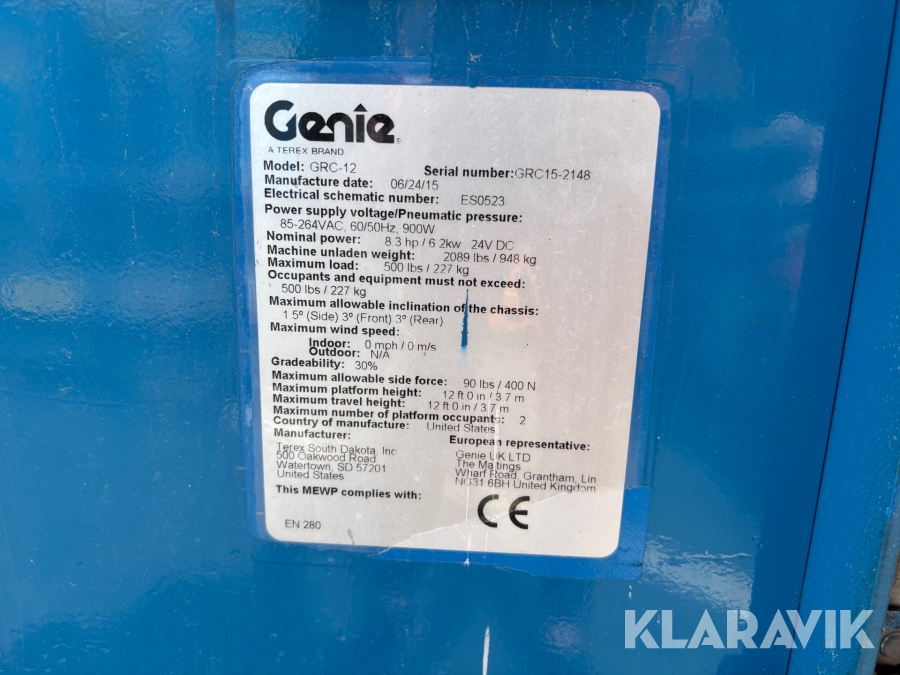 Genie
A TEREX BRAND
Model: GRC-12 Serial number: GRC15-2148
Manufacture date: 06/24/15
Electrical schematic number: ES0523
Power supply voltage/Pneumatic pressure:
85-264VAC, 60/50Hz, 900W
Nominal power: 8.3 hp / 6.2kw 24V DC
Machine unladen weight: 2089 lbs / 948 kg
Maximum load: 500 lbs / 227 kg
Occupants and equipment must not exceed:
500 lbs / 227 kg
Maximum allowable inclination of the chassis:
1.5º (Side) 3º (Front) 3º (Rear)
Maximum wind speed:
Indoor: 0 mph / 0 m/s
Outdoor: N/A
Gradeability: 30%
Maximum allowable side force: 90 lbs / 400 N
Maximum platform height: 12 ft 0 in / 3.7 m
Maximum travel height: 12 ft 0 in / 3.7 m
Maximum number of platform occupants: 2
Country of manufacture: United States
Manufacturer:
Terex South Dakota, Inc
500 Oakwood Road
Watertown, SD 57201
United States
European representative:
Genie UK LTD
The Maltings
Wharf Road, Grantham, Lin
NG31 6BH United Kingdom
This MEWP complies with:
CE
EN 280
KLARAVIK